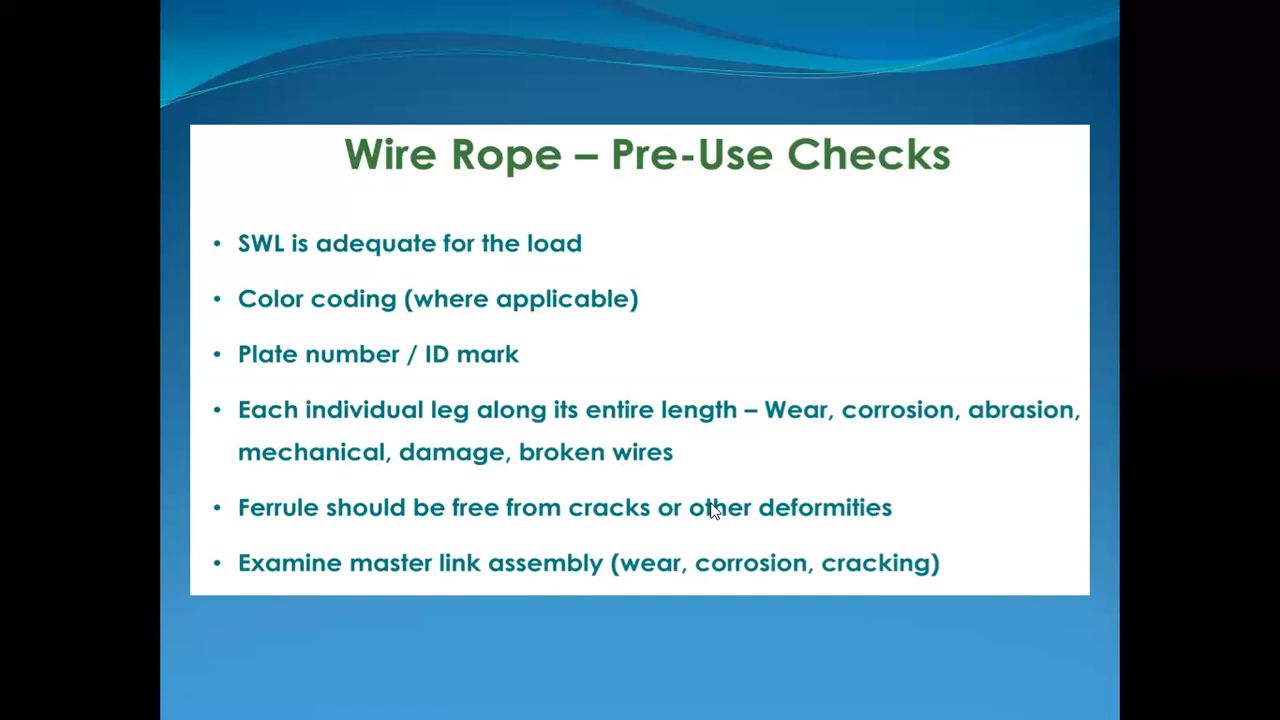 Wire Rope – Pre-Use Checks
• SWL is adequate for the load
• Color coding (where applicable)
• Plate number / ID mark
• Each individual leg along its entire length – Wear, corrosion, abrasion,
mechanical, damage, broken wires
• Ferrule should be free from cracks or other deformities
• Examine master link assembly (wear, corrosion, cracking)